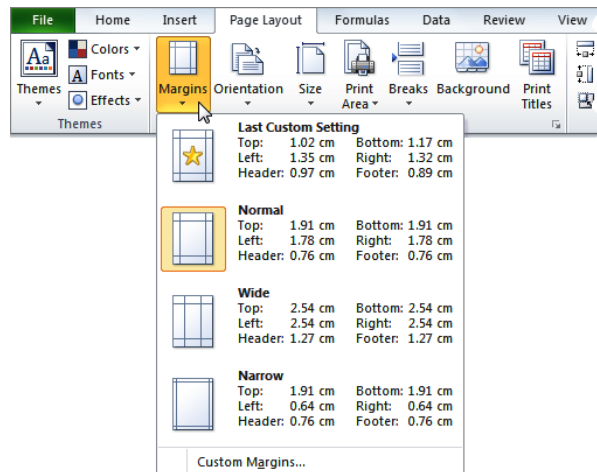 File Home Insert Page Layout Formulas Data Review View
Aa Colors
A Fonts
Effects
Themes Margins Orientation Size Print Area Breaks Background Print Titles
Themes
Last Custom Setting
Top: 1.02 cm Bottom: 1.17 cm
Left: 1.35 cm Right: 1.32 cm
Header: 0.97 cm Footer: 0.89 cm
Normal
Top: 1.91 cm Bottom: 1.91 cm
Left: 1.78 cm Right: 1.78 cm
Header: 0.76 cm Footer: 0.76 cm
Wide
Top: 2.54 cm Bottom: 2.54 cm
Left: 2.54 cm Right: 2.54 cm
Header: 1.27 cm Footer: 1.27 cm
Narrow
Top: 1.91 cm Bottom: 1.91 cm
Left: 0.64 cm Right: 0.64 cm
Header: 0.76 cm Footer: 0.76 cm
Custom Margins...